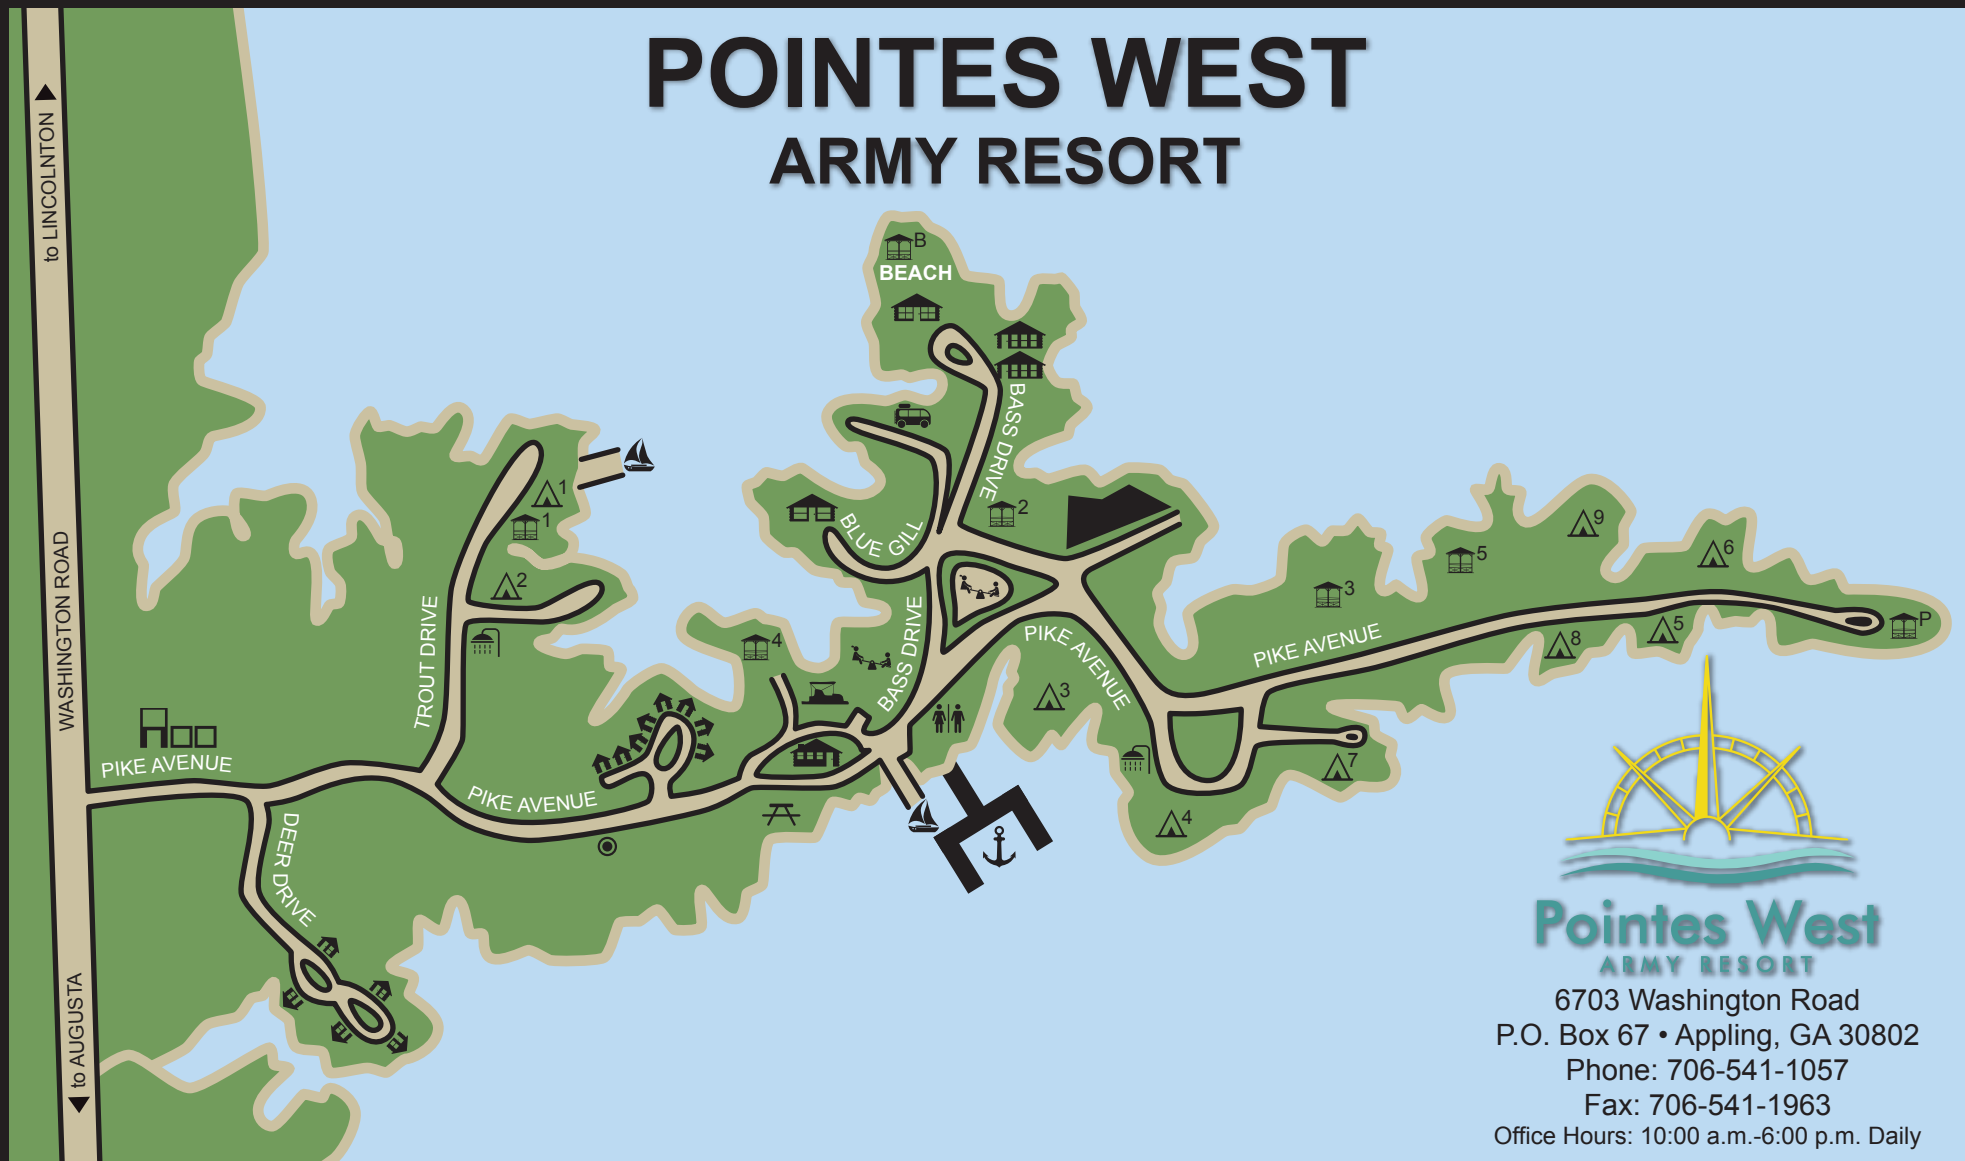 POINTES WEST
ARMY RESORT
to LINCOLNTON
WASHINGTON ROAD
to AUGUSTA
B
BEACH
BASS DRIVE
1
1
2
2
BLUE GILL
TROUT DRIVE
4
BASS DRIVE
PIKE AVENUE
PIKE AVENUE
DEER DRIVE
PIKE AVENUE
3
4
7
PIKE AVENUE
3
5
9
6
8
5
P
Pointes West
ARMY RESORT
6703 Washington Road
P.O. Box 67 • Appling, GA 30802
Phone: 706-541-1057
Fax: 706-541-1963
Office Hours: 10:00 a.m.-6:00 p.m. Daily